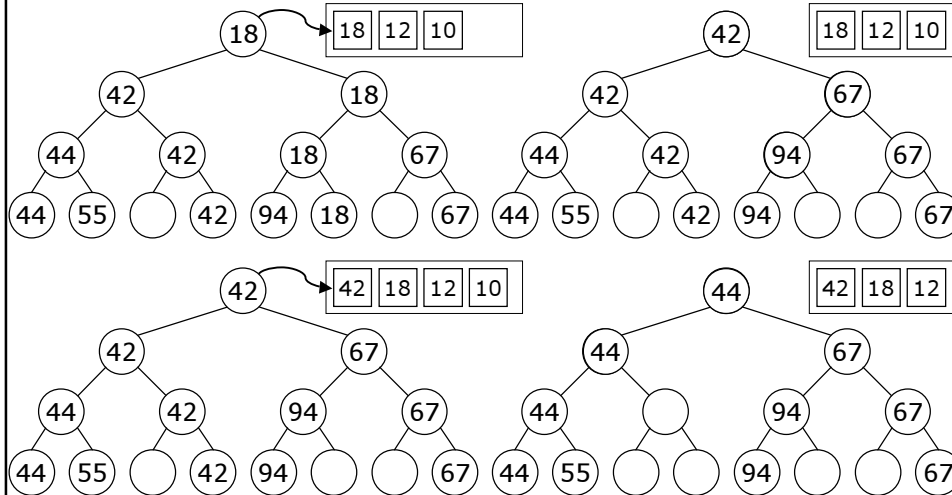 18 18 12 10 42 18 12 10
42 18 42 67
44 42 18 67 44 42 94 67
44 55 42 94 18 67 44 55 42 94 67
42 42 18 12 10 44 42 18 12
42 67 44 67
44 42 94 67 44 94 67
44 55 42 94 67 44 55 94 67